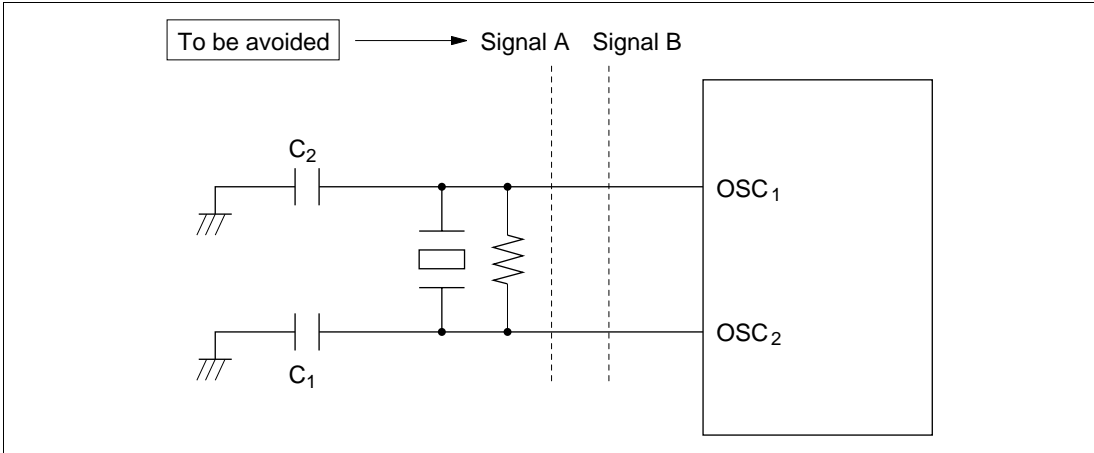 To be avoided Signal A Signal B
C2
OSC1
OSC2
C1